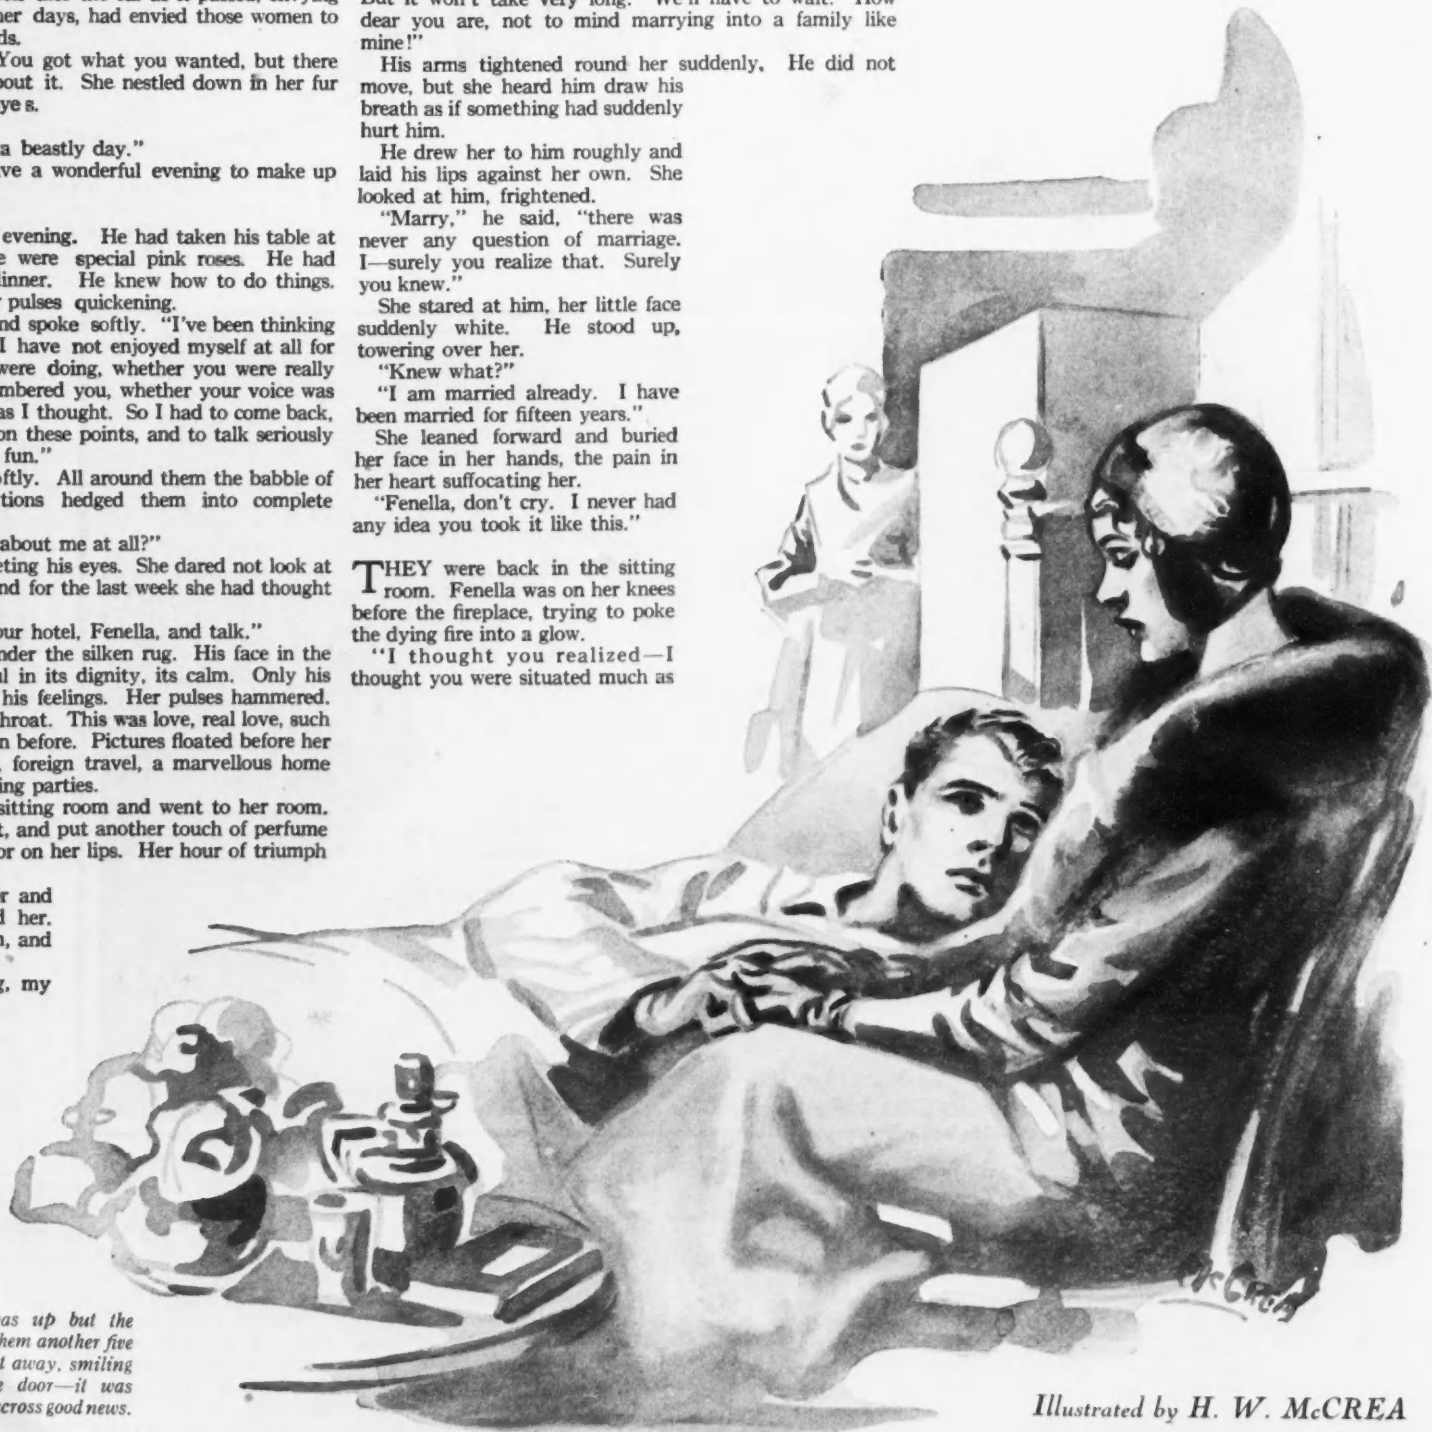 ner days, had envied those women to
ds.
You got what you wanted, but there
bout it. She nestled down in her fur
yes.
a beastly day."
ve a wonderful evening to make up
evening. He had taken his table at
e were special pink roses. He had
inner. He knew how to do things.
r pulses quickening.
nd spoke softly. "I've been thinking
I have not enjoyed myself at all for
were doing, whether you were really
mbered you, whether your voice was
as I thought. So I had to come back,
on these points, and to talk seriously
fun."
ftly. All around them the babble of
tions hedged them into complete
about me at all?"
eting his eyes. She dared not look at
nd for the last week she had thought
our hotel, Fenella, and talk."
nder the silken rug. His face in the
l in its dignity, its calm. Only his
his feelings. Her pulses hammered.
hroat. This was love, real love, such
n before. Pictures floated before her
, foreign travel, a marvellous home
ing parties.
sitting room and went to her room.
t, and put another touch of perfume
or on her lips. Her hour of triumph
r and
d her.
n, and
g, my
But it won't take very long. We'll have to wait. How
dear you are, not to mind marrying into a family like
mine!"
His arms tightened round her suddenly. He did not
move, but she heard him draw his
breath as if something had suddenly
hurt him.
He drew her to him roughly and
laid his lips against her own. She
looked at him, frightened.
"Marry," he said, "there was
never any question of marriage.
I—surely you realize that. Surely
you knew."
She stared at him, her little face
suddenly white. He stood up,
towering over her.
"Knew what?"
"I am married already. I have
been married for fifteen years."
She leaned forward and buried
her face in her hands, the pain in
her heart suffocating her.
"Fenella, don't cry. I never had
any idea you took it like this."
THEY were back in the sitting
room. Fenella was on her knees
before the fireplace, trying to poke
the dying fire into a glow.
"I thought you realized—I
thought you were situated much as
as up but the
hem another five
t away, smiling
e door—it was
cross good news.
McCREA
Illustrated by H. W. McCREA